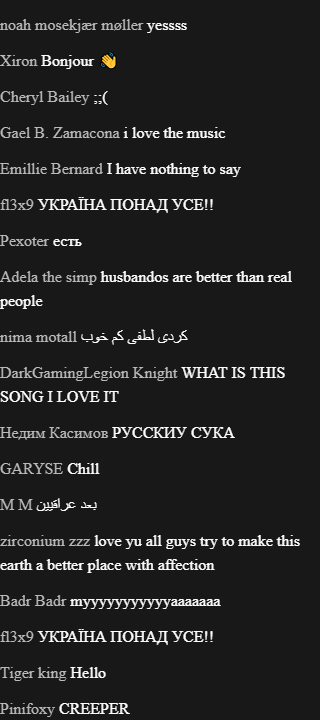 noah mosekjær møller yessss
Xiron Bonjour 👋
Cheryl Bailey ;;(
Gael B. Zamacona i love the music
Emillie Bernard I have nothing to say
fl3x9 УКРАЇНА ПОНАД УСЕ!!
Pexoter есть
Adela the simp husbandos are better than real
people
nima motall کردی لطفی کم خوب
DarkGamingLegion Knight WHAT IS THIS
SONG I LOVE IT
Недим Касимов РУССКИУ СУКА
GARYSE Chill
M M بعد عراقيين
zirconium zzz love yu all guys try to make this
earth a better place with affection
Badr Badr myyyyyyyyyyyaaaaaaa
fl3x9 УКРАЇНА ПОНАД УСЕ!!
Tiger king Hello
Pinifoxy CREEPER